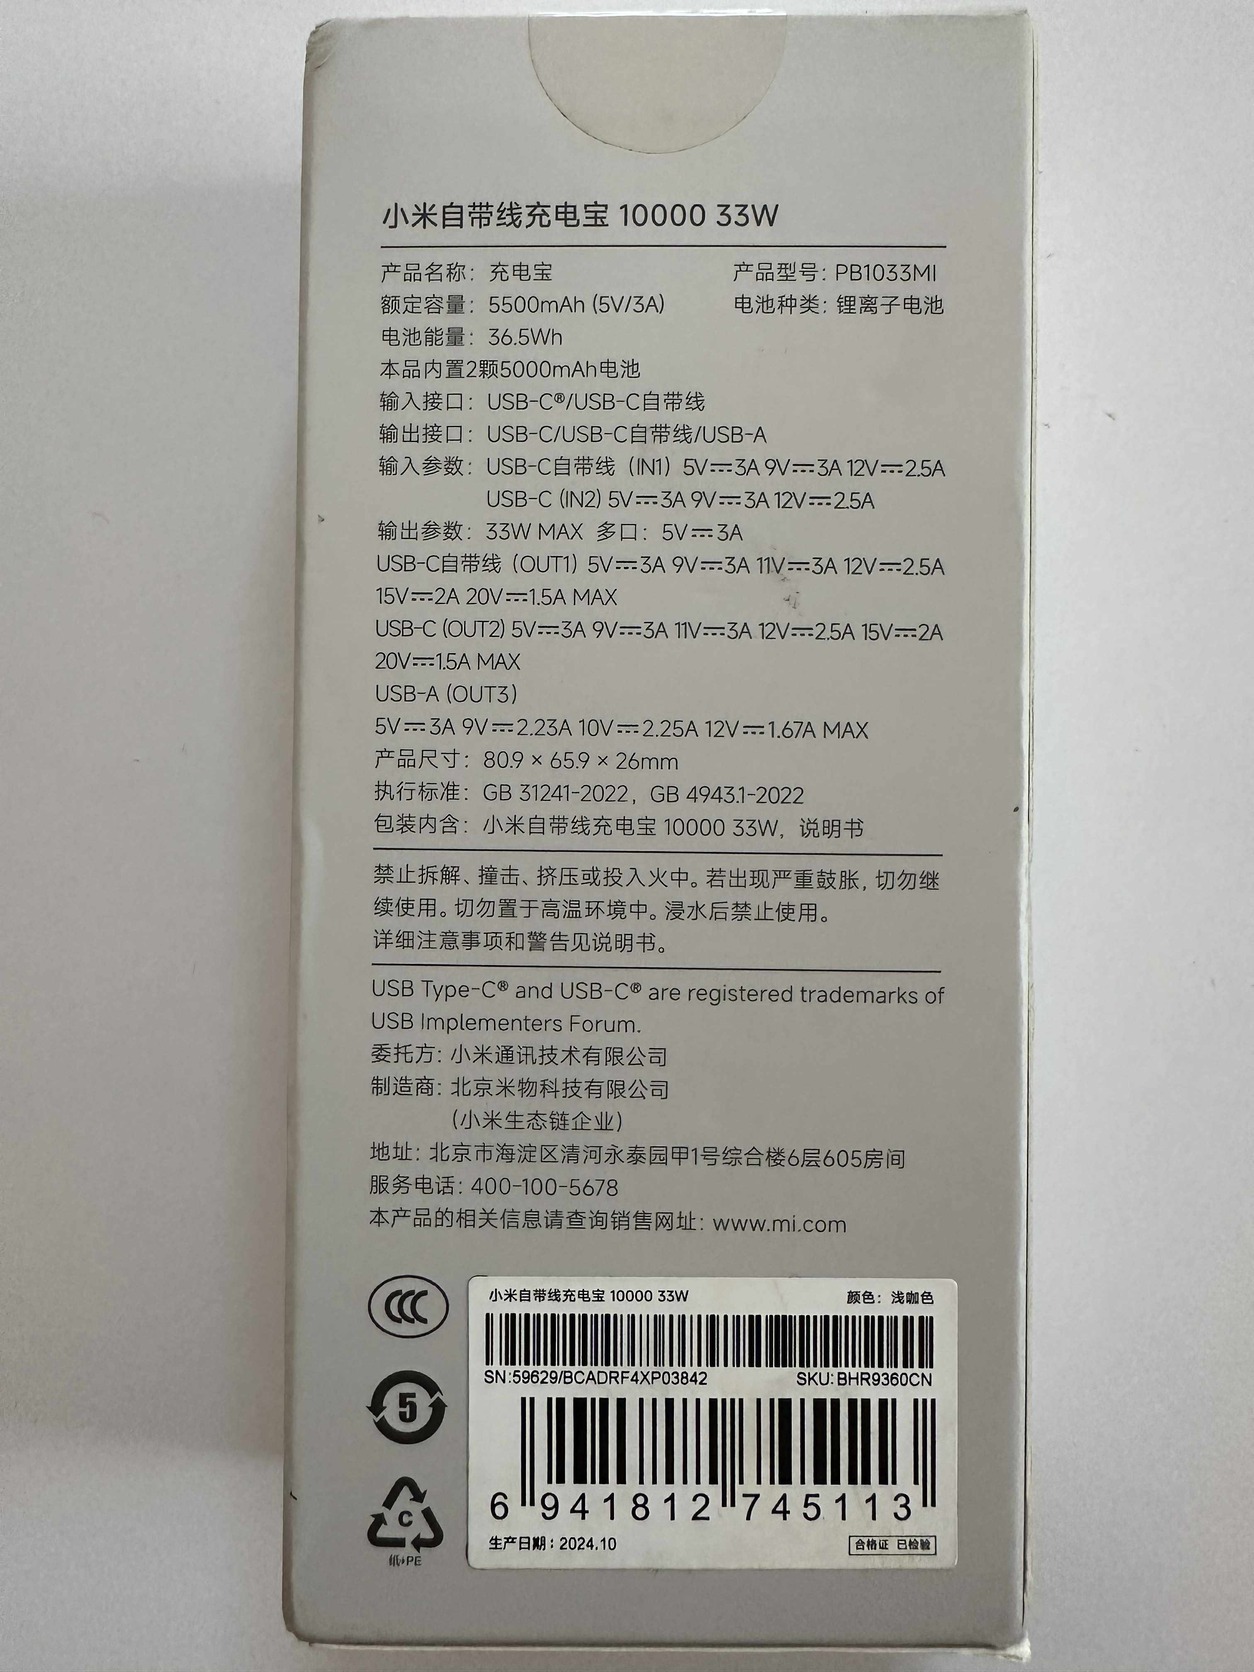 小米自带线充电宝 10000 33W
产品名称：充电宝 产品型号：PB1033MI
额定容量：5500mAh (5V/3A) 电池种类：锂离子电池
电池能量：36.5Wh
本品内置2颗5000mAh电池
输入接口：USB-C®/USB-C自带线
输出接口：USB-C/USB-C自带线/USB-A
输入参数：USB-C自带线（IN1）5V⎓3A 9V⎓3A 12V⎓2.5A
USB-C (IN2) 5V⎓3A 9V⎓3A 12V⎓2.5A
输出参数：33W MAX 多口：5V⎓3A
USB-C自带线（OUT1）5V⎓3A 9V⎓3A 11V⎓3A 12V⎓2.5A
15V⎓2A 20V⎓1.5A MAX
USB-C (OUT2) 5V⎓3A 9V⎓3A 11V⎓3A 12V⎓2.5A 15V⎓2A
20V⎓1.5A MAX
USB-A (OUT3)
5V⎓3A 9V⎓2.23A 10V⎓2.25A 12V⎓1.67A MAX
产品尺寸：80.9 × 65.9 × 26mm
执行标准：GB 31241-2022，GB 4943.1-2022
包装内含：小米自带线充电宝 10000 33W，说明书
禁止拆解、撞击、挤压或投入火中。若出现严重鼓胀，切勿继
续使用。切勿置于高温环境中。浸水后禁止使用。
详细注意事项和警告见说明书。
USB Type-C® and USB-C® are registered trademarks of
USB Implementers Forum.
委托方：小米通讯技术有限公司
制造商：北京米物科技有限公司
（小米生态链企业）
地址：北京市海淀区清河永泰园甲1号综合楼6层605房间
服务电话：400-100-5678
本产品的相关信息请查询销售网址：www.mi.com
CCC
小米自带线充电宝 10000 33W 颜色：浅咖色
SN:59629/BCADRF4XP03842 SKU:BHR9360CN
5
6 941812 745113
C
纸·PE
生产日期：2024.10 合格证 已检验